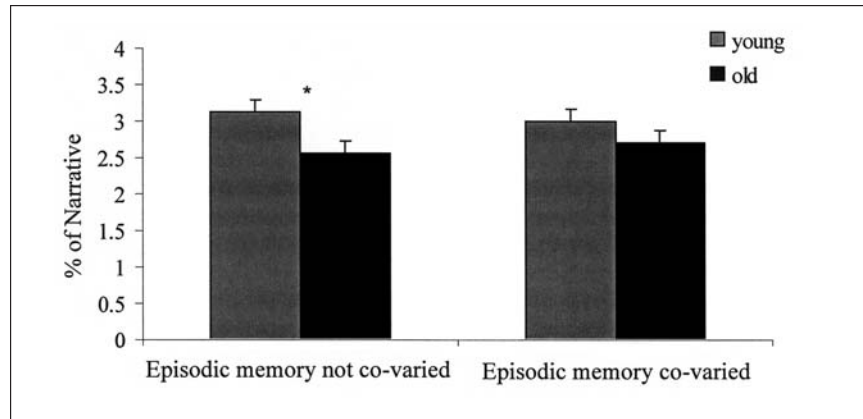 young
old
4
3.5
3
2.5
2
1.5
1
0.5
0
% of Narrative
*
Episodic memory not co-varied
Episodic memory co-varied